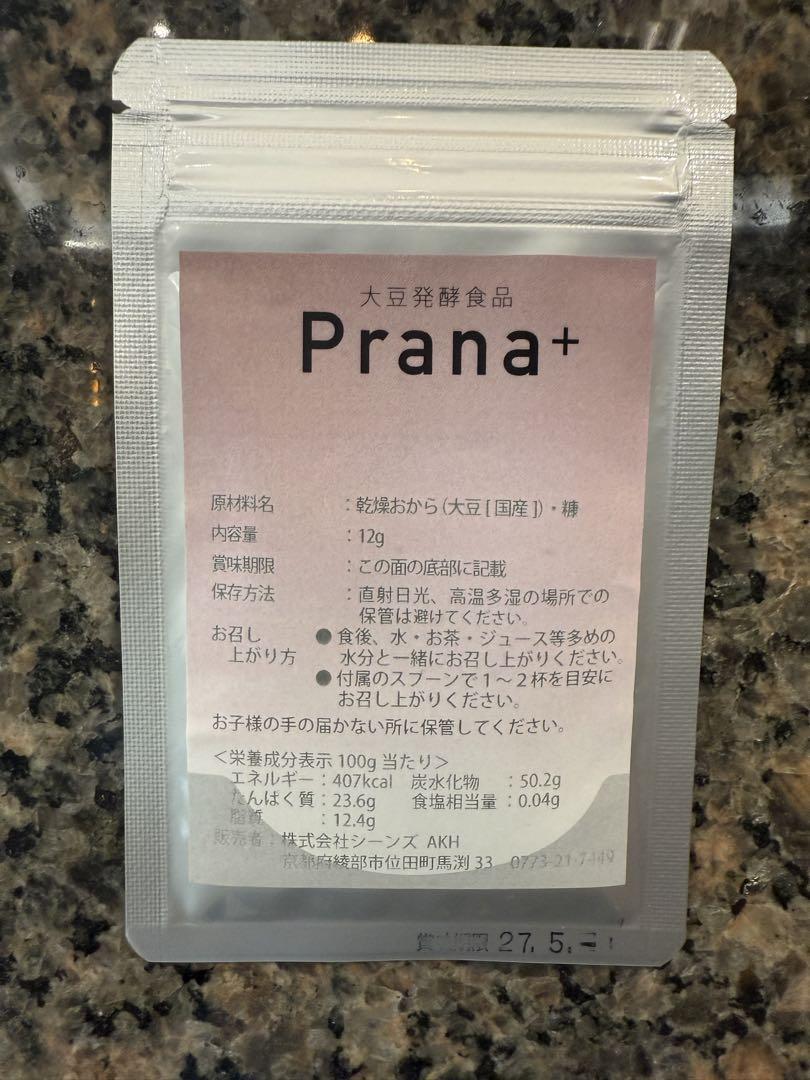 大豆発酵食品
Prana+
原材料名 ：乾燥おから(大豆[国産])・糠
内容量 ：12g
賞味期限 ：この面の底部に記載
保存方法 ：直射日光、高温多湿の場所での
保管は避けてください。
お召し ●食後、水・お茶・ジュース等多めの
上がり方 水分と一緒にお召し上がりください。
●付属のスプーンで1～2杯を目安に
お召し上がりください。
お子様の手の届かない所に保管してください。
＜栄養成分表示 100g 当たり＞
エネルギー：407kcal 炭水化物 ：50.2g
たんぱく質：23.6g 食塩相当量：0.04g
脂質 ：12.4g
販売者：株式会社シーンズ AKH
京都府綾部市位田町馬渕 33 0773-21-7449
賞味期限 27. 5.